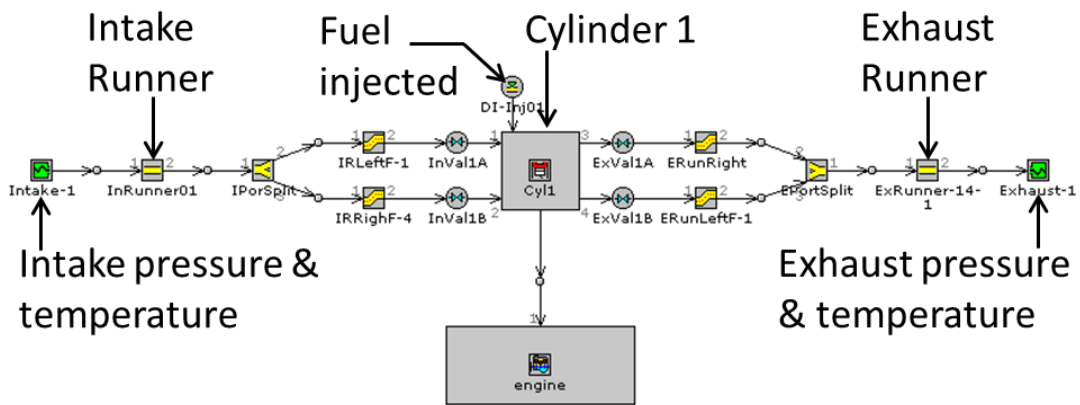 Intake
Runner
Fuel
injected
Cylinder 1
Exhaust
Runner
DI-Inj01
1 2
1 2
1
3
1 2
2
Intake-1
InRunner01
IPorSplit
IRLeftF-1
InVal1A
Cyl1
ExVal1A
ERunRight
EPortSplit
ExRunner-14-
1
Exhaust-1
1 2
3
1 2
2
4
1 2
3
1
1 2
IRRighF-4
InVal1B
ExVal1B
ERunLeftF-1
Intake pressure &
temperature
Exhaust pressure
& temperature
1
engine